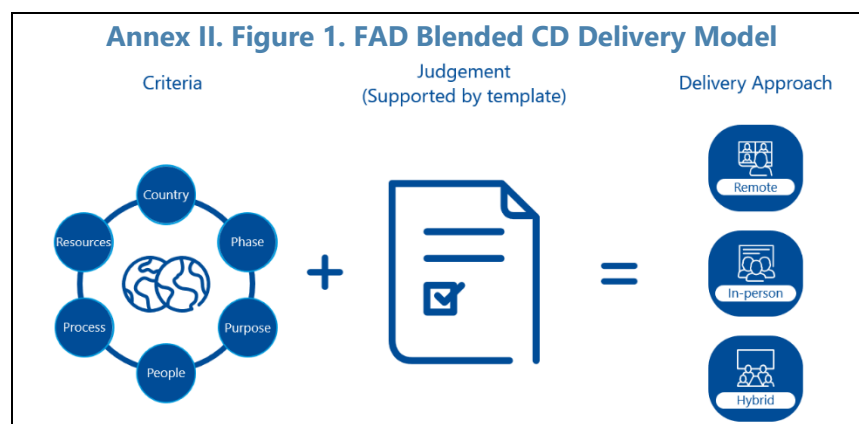 Annex II. Figure 1. FAD Blended CD Delivery Model
Criteria
Judgement
(Supported by template)
Delivery Approach
Country
Phase
Purpose
People
Process
Resources
+
=
Remote
In-person
Hybrid